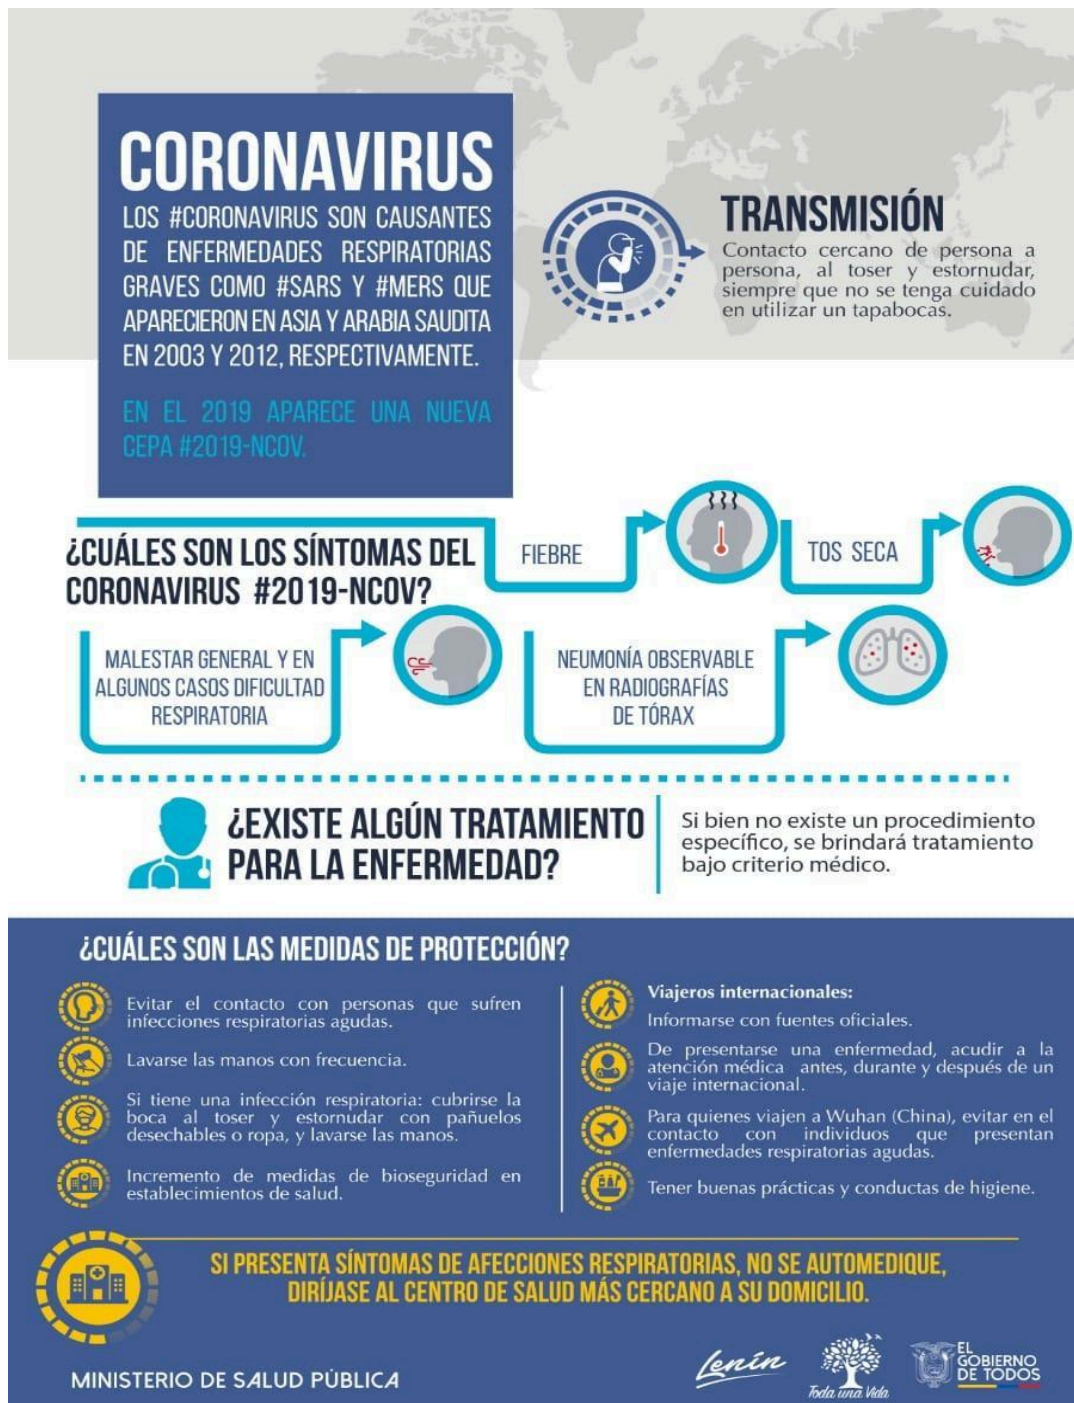 CORONAVIRUS
LOS #CORONAVIRUS SON CAUSANTES
DE ENFERMEDADES RESPIRATORIAS
GRAVES COMO #SARS Y #MERS QUE
APARECIERON EN ASIA Y ARABIA SAUDITA
EN 2003 Y 2012, RESPECTIVAMENTE.
EN EL 2019 APARECE UNA NUEVA
CEPA #2019-NCOV.
TRANSMISIÓN
Contacto cercano de persona a
persona, al toser y estornudar,
siempre que no se tenga cuidado
en utilizar un tapabocas.
¿CUÁLES SON LOS SÍNTOMAS DEL
CORONAVIRUS #2019-NCOV?
FIEBRE
TOS SECA
MALESTAR GENERAL Y EN
ALGUNOS CASOS DIFICULTAD
RESPIRATORIA
NEUMONÍA OBSERVABLE
EN RADIOGRAFÍAS
DE TÓRAX
¿EXISTE ALGÚN TRATAMIENTO
PARA LA ENFERMEDAD?
Si bien no existe un procedimiento
específico, se brindará tratamiento
bajo criterio médico.
¿CUÁLES SON LAS MEDIDAS DE PROTECCIÓN?
Evitar el contacto con personas que sufren
infecciones respiratorias agudas.
Lavarse las manos con frecuencia.
Si tiene una infección respiratoria: cubrirse la
boca al toser y estornudar con pañuelos
desechables o ropa, y lavarse las manos.
Incremento de medidas de bioseguridad en
establecimientos de salud.
Viajeros internacionales:
Informarse con fuentes oficiales.
De presentarse una enfermedad, acudir a la
atención médica antes, durante y después de un
viaje internacional.
Para quienes viajen a Wuhan (China), evitar en el
contacto con individuos que presentan
enfermedades respiratorias agudas.
Tener buenas prácticas y conductas de higiene.
SI PRESENTA SÍNTOMAS DE AFECCIONES RESPIRATORIAS, NO SE AUTOMEDIQUE,
DIRÍJASE AL CENTRO DE SALUD MÁS CERCANO A SU DOMICILIO.
MINISTERIO DE SALUD PÚBLICA
Lenín
Toda una Vida
EL
GOBIERNO
DE TODOS